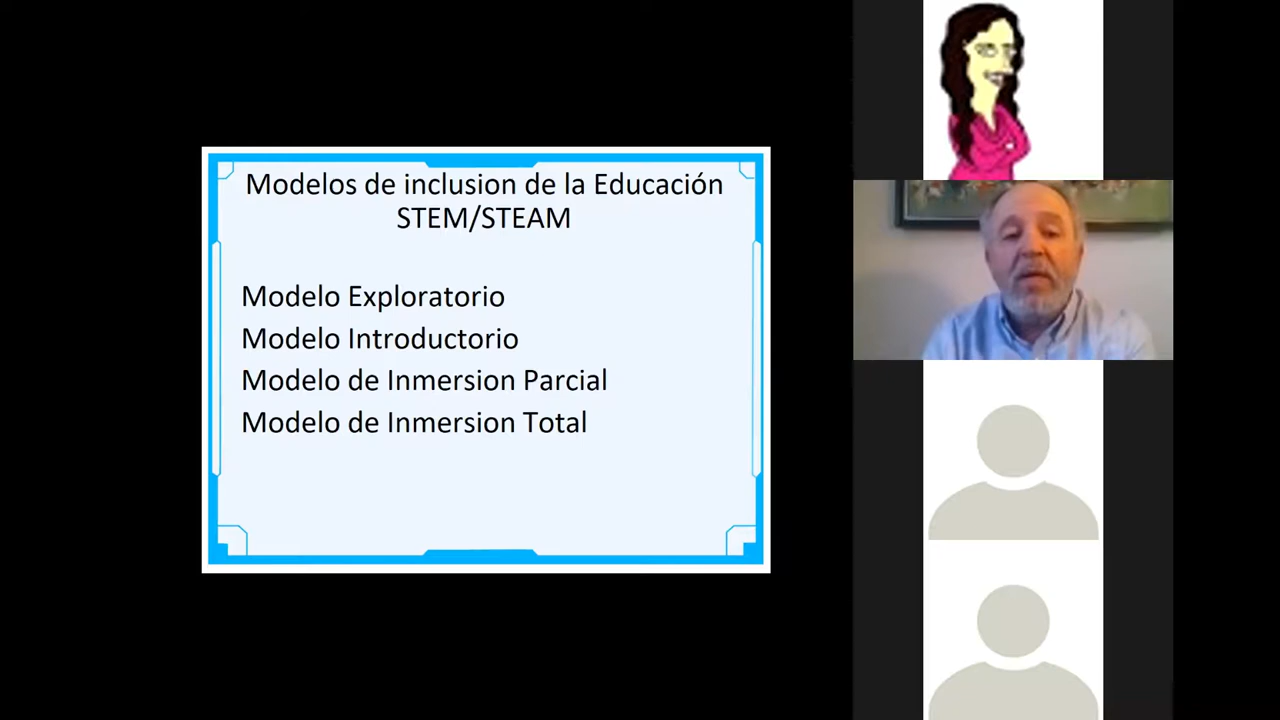 Modelos de inclusion de la Educación
STEM/STEAM
Modelo Exploratorio
Modelo Introductorio
Modelo de Inmersion Parcial
Modelo de Inmersion Total